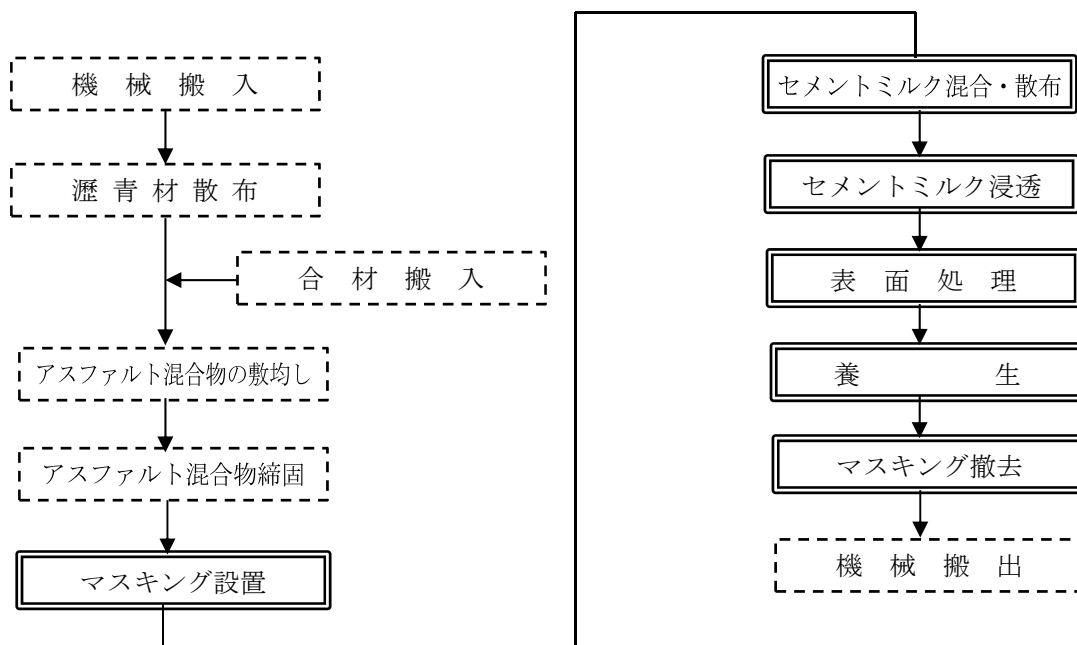 機械搬入
瀝青材散布
合材搬入
アスファルト混合物の敷均し
アスファルト混合物締固
マスキング設置
セメントミルク混合・散布
セメントミルク浸透
表面処理
養生
マスキング撤去
機械搬出